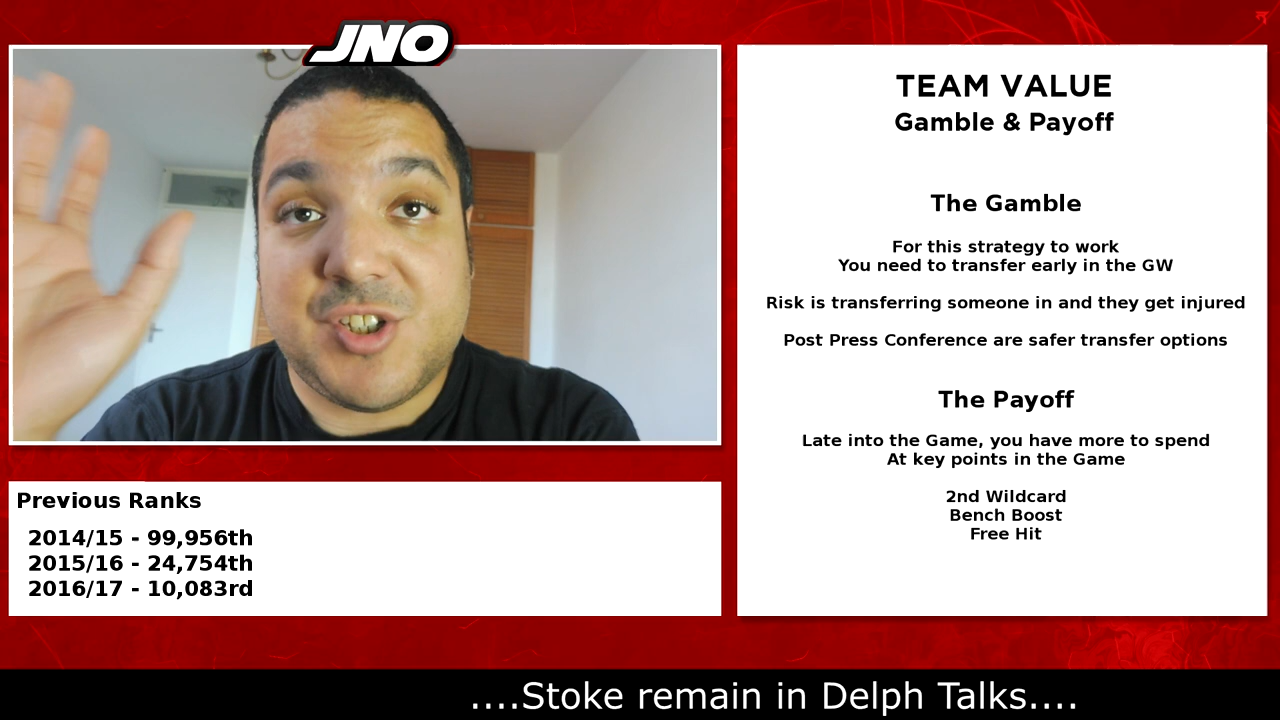 JNO
TEAM VALUE
Gamble & Payoff
The Gamble
For this strategy to work
You need to transfer early in the GW
Risk is transferring someone in and they get injured
Post Press Conference are safer transfer options
The Payoff
Late into the Game, you have more to spend
At key points in the Game
2nd Wildcard
Bench Boost
Free Hit
Previous Ranks
2014/15 - 99,956th
2015/16 - 24,754th
2016/17 - 10,083rd
....Stoke remain in Delph Talks....